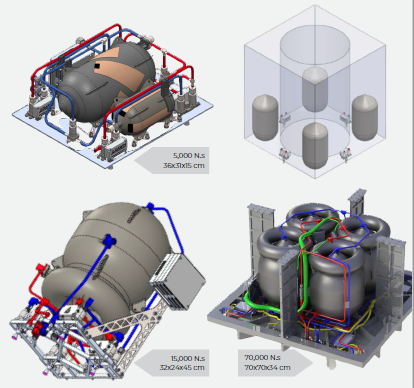 5,000 N.s
36x31x15 cm
15,000 N.s
32x24x45 cm
70,000 N.s
70x70x34 cm